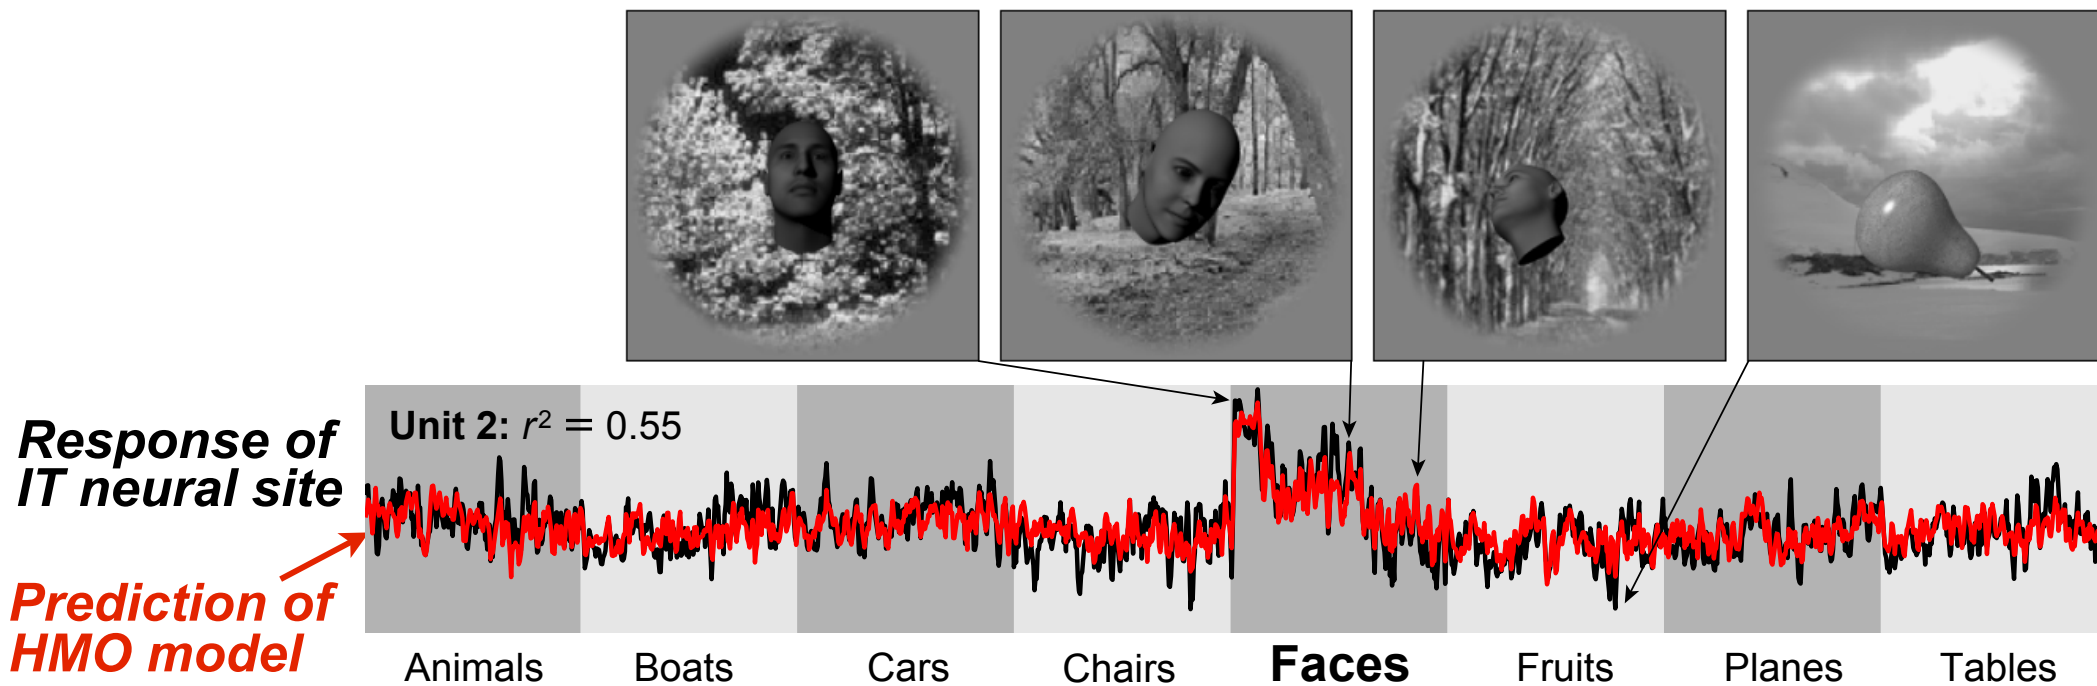 Response of
IT neural site
Prediction of
HMO model
Unit 2: r² = 0.55
Animals
Boats
Cars
Chairs
Faces
Fruits
Planes
Tables